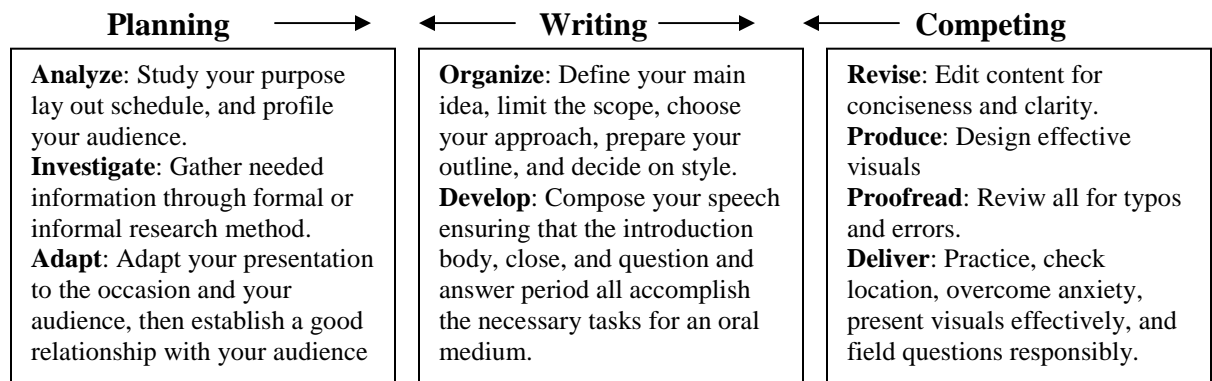 Planning
Writing
Competing
Analyze: Study your purpose
lay out schedule, and profile
your audience.
Investigate: Gather needed
information through formal or
informal research method.
Adapt: Adapt your presentation
to the occasion and your
audience, then establish a good
relationship with your audience
Organize: Define your main
idea, limit the scope, choose
your approach, prepare your
outline, and decide on style.
Develop: Compose your speech
ensuring that the introduction
body, close, and question and
answer period all accomplish
the necessary tasks for an oral
medium.
Revise: Edit content for
conciseness and clarity.
Produce: Design effective
visuals
Proofread: Reviw all for typos
and errors.
Deliver: Practice, check
location, overcome anxiety,
present visuals effectively, and
field questions responsibly.